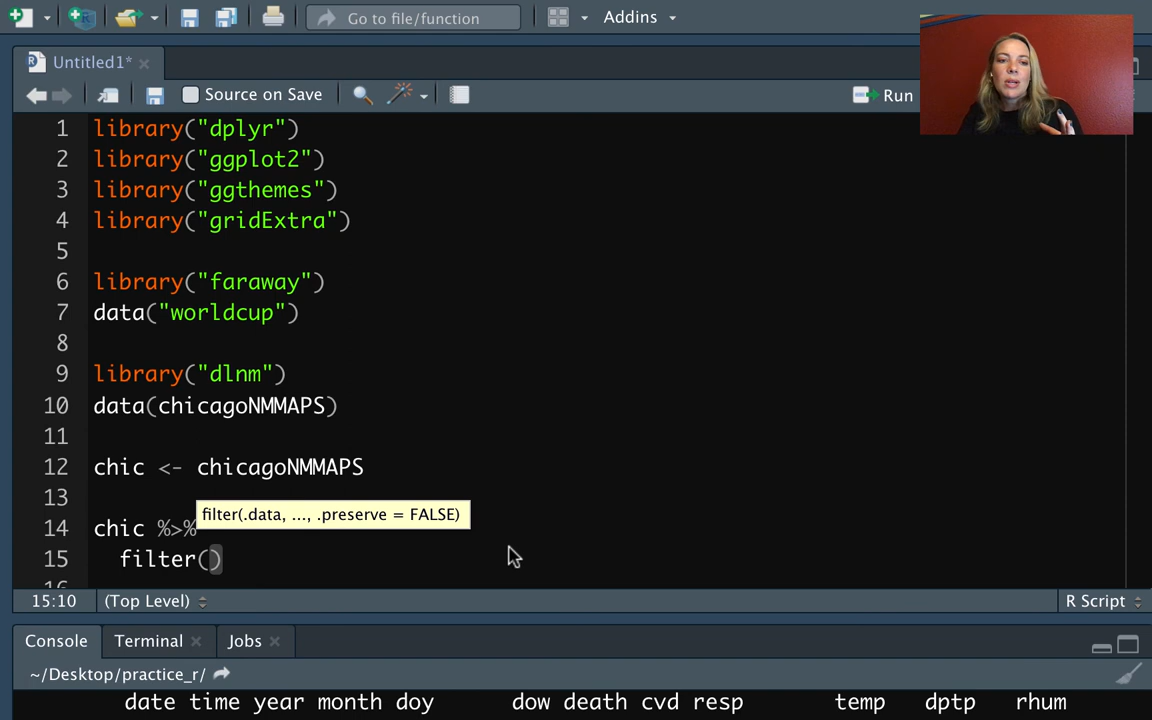 Go to file/function
Addins
Untitled1*
Source on Save
Run
1 library("dplyr")
2 library("ggplot2")
3 library("ggthemes")
4 library("gridExtra")
5
6 library("faraway")
7 data("worldcup")
8
9 library("dlnm")
10 data(chicagoNMMAPS)
11
12 chic <- chicagoNMMAPS
13
filter(.data, ..., .preserve = FALSE)
14 chic %>%
15 filter()
16
15:10 (Top Level) R Script
Console Terminal Jobs
~/Desktop/practice_r/
date time year month doy dow death cvd resp temp dptp rhum